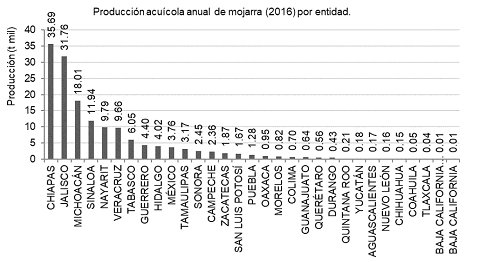 Producción acuícola anual de mojarra (2016) por entidad.
Producción (t mil)
40
35
30
25
20
15
10
5
0
35.69
31.76
18.01
11.94
9.79
9.66
6.05
4.40
4.02
3.76
3.17
2.45
2.36
1.87
1.67
1.28
0.95
0.82
0.70
0.64
0.56
0.43
0.21
0.18
0.17
0.16
0.15
0.05
0.04
0.01
0.01
CHIAPAS
JALISCO
MICHOACÁN
SINALOA
NAYARIT
VERACRUZ
TABASCO
GUERRERO
HIDALGO
MÉXICO
TAMAULIPAS
SONORA
CAMPECHE
ZACATECAS
SAN LUIS POTOSÍ
PUEBLA
OAXACA
MORELOS
COLIMA
GUANAJUATO
QUERÉTARO
DURANGO
QUINTANA ROO
YUCATÁN
AGUASCALIENTES
NUEVO LEÓN
CHIHUAHUA
COAHUILA
TLAXCALA
BAJA CALIFORNIA...
BAJA CALIFORNIA